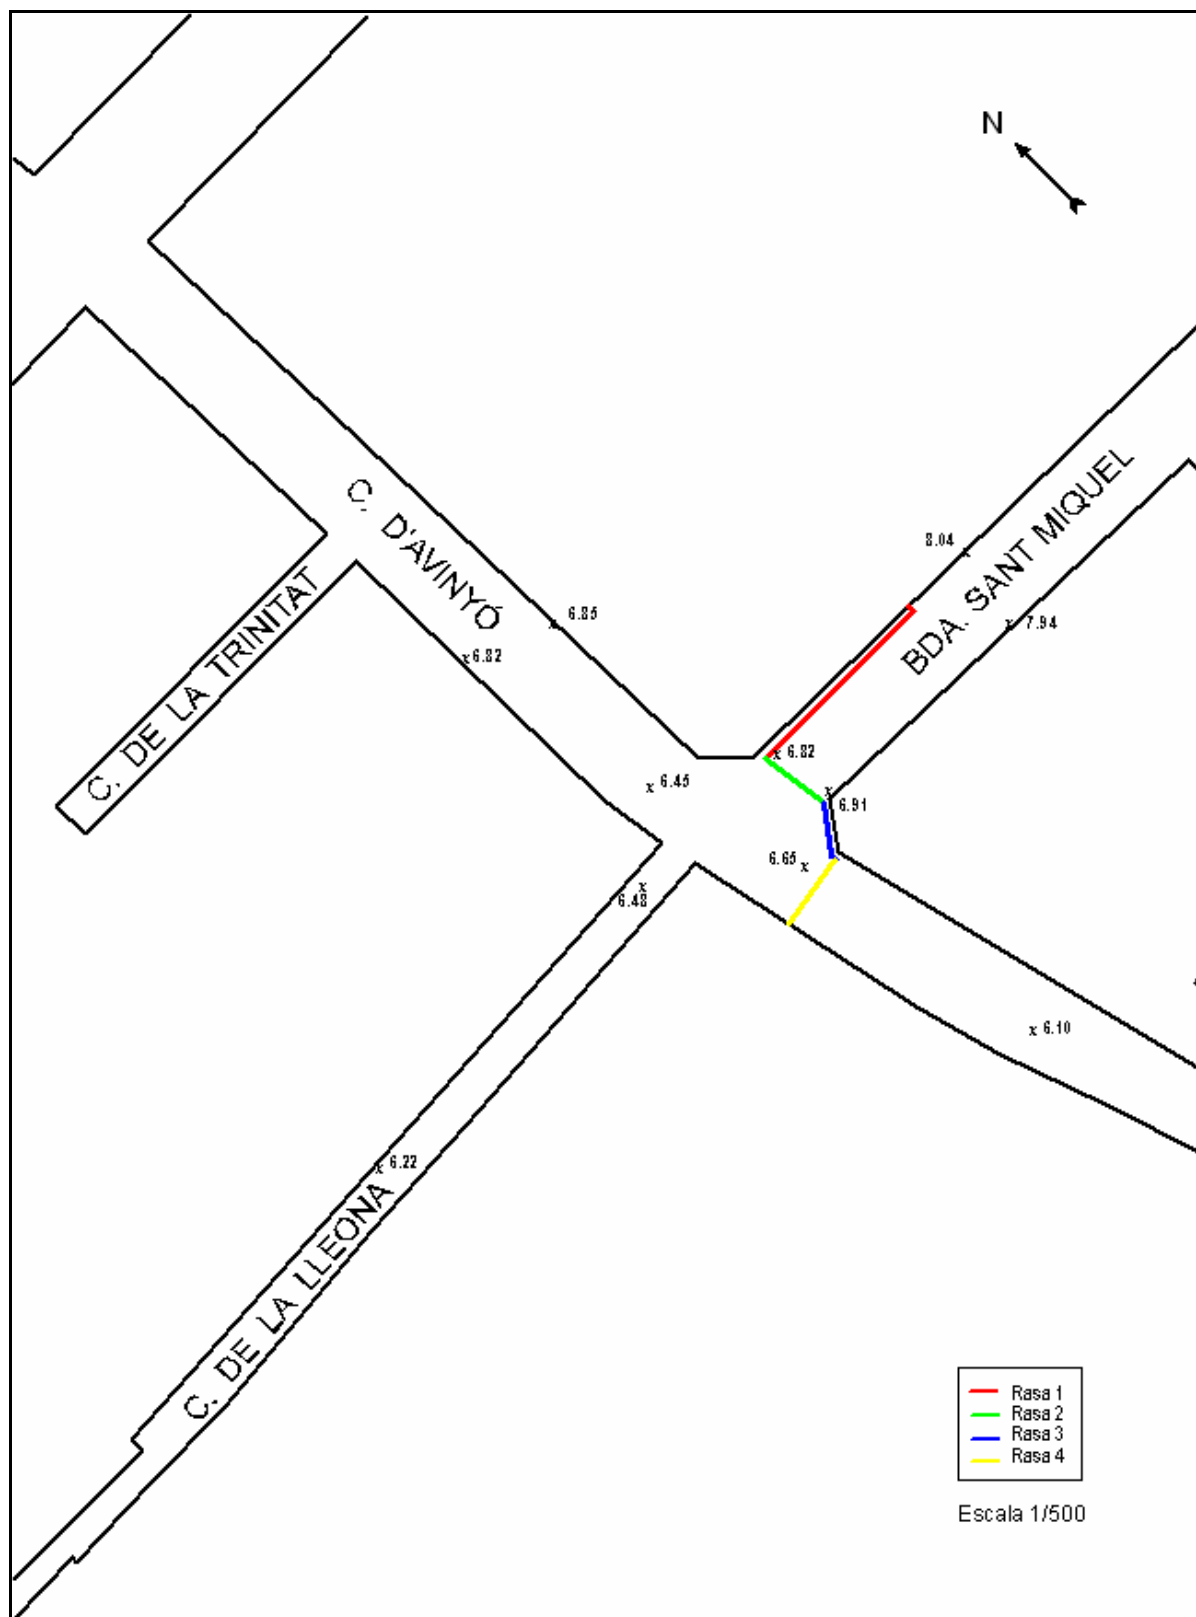 N
C. D'AVINYÓ
BDA. SANT MIQUEL
8.04
7.94
6.85
6.82
C. DE LA TRINITAT
6.82
6.45
6.91
6.65
6.48
6.10
6.22
C. DE LA LLEONA
Rasa 1
Rasa 2
Rasa 3
Rasa 4
Escala 1/500